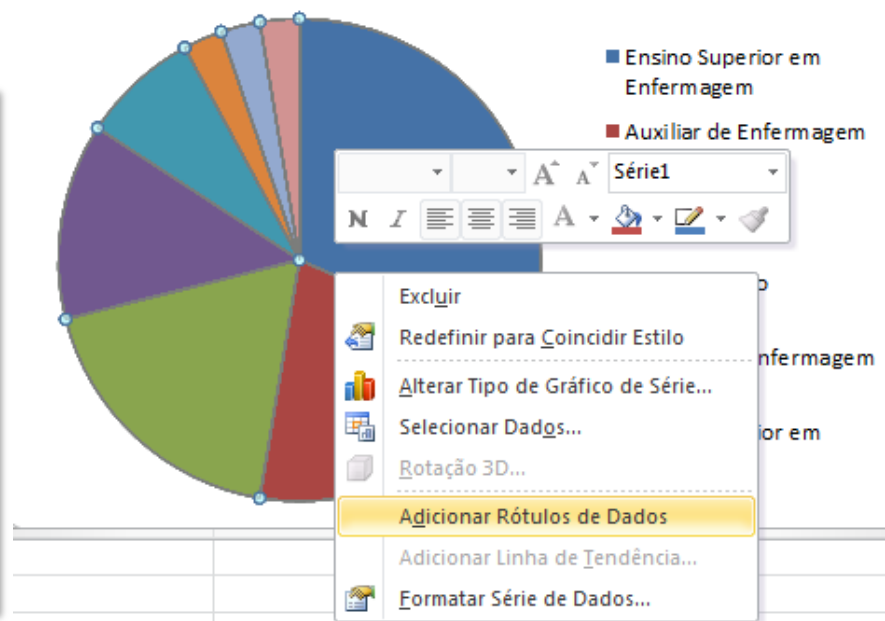 Ensino Superior em
Enfermagem
Auxiliar de Enfermagem
A A Série1
N I A
Excluir
Redefinir para Coincidir Estilo
nfermagem
Alterar Tipo de Gráfico de Série...
Selecionar Dados...
ior em
Rotação 3D...
Adicionar Rótulos de Dados
Adicionar Linha de Tendência...
Formatar Série de Dados...